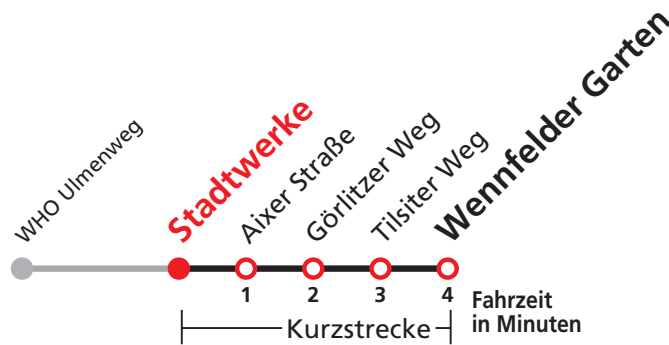 WHO Ulmenweg
Stadtwerke
Aixer Straße
Görlitzer Weg
Tilsiter Weg
Wennfelder Garten
1 2 3 4
Fahrzeit
in Minuten
Kurzstrecke